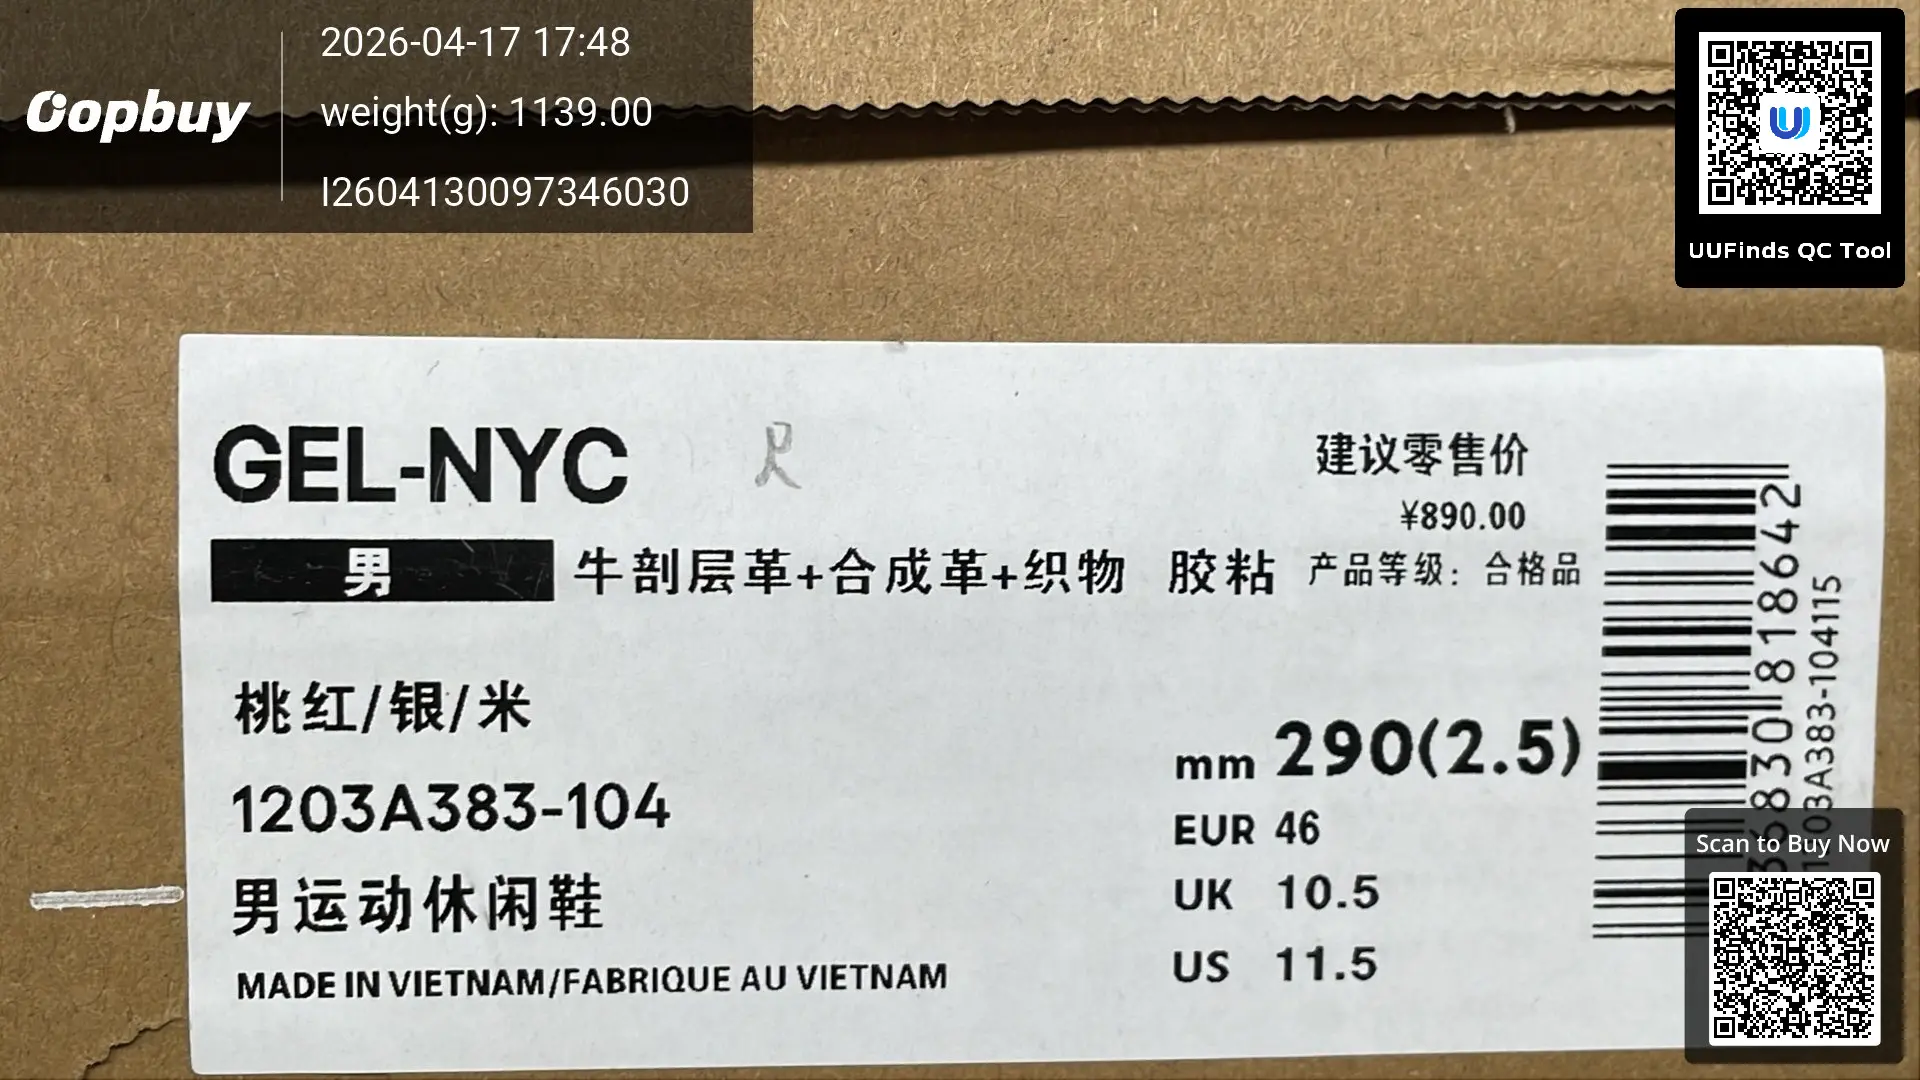 Oopbuy
2026-04-17 17:48
weight(g): 1139.00
I2604130097346030
UUFinds QC Tool
GEL-NYC
尺
建议零售价
¥890.00
男
牛剖层革+合成革+织物 胶粘
产品等级: 合格品
桃红/银/米
1203A383-104
男运动休闲鞋
MADE IN VIETNAM/FABRIQUE AU VIETNAM
mm 290(2.5)
EUR 46
UK 10.5
US 11.5
Scan to Buy Now